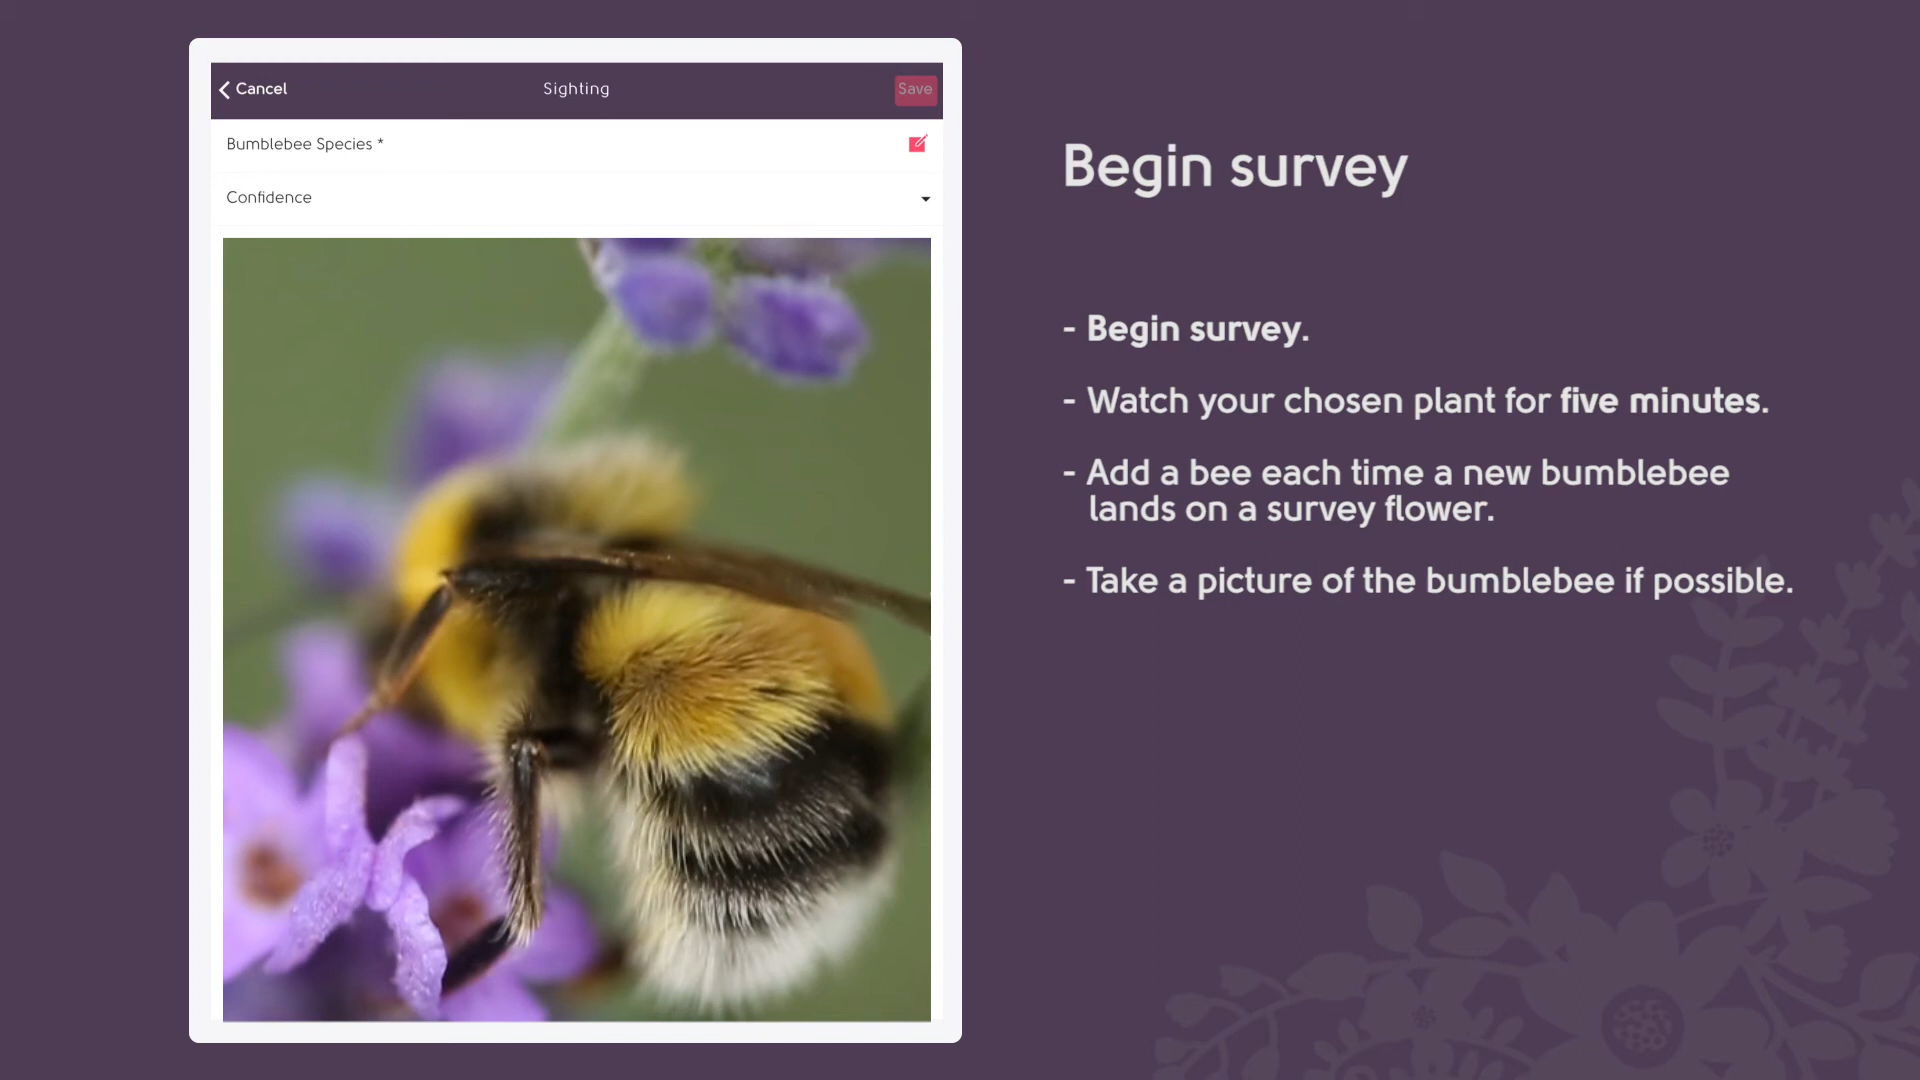 Cancel
Sighting
Save
Bumblebee Species *
Confidence
Begin survey
- Begin survey.
- Watch your chosen plant for five minutes.
- Add a bee each time a new bumblebee
lands on a survey flower.
- Take a picture of the bumblebee if possible.